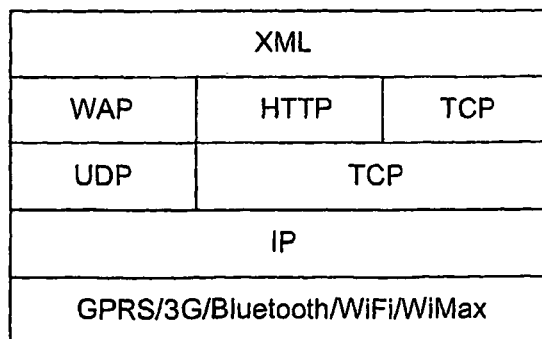 XML
WAP HTTP TCP
UDP TCP
IP
GPRS/3G/Bluetooth/WiFi/WiMax